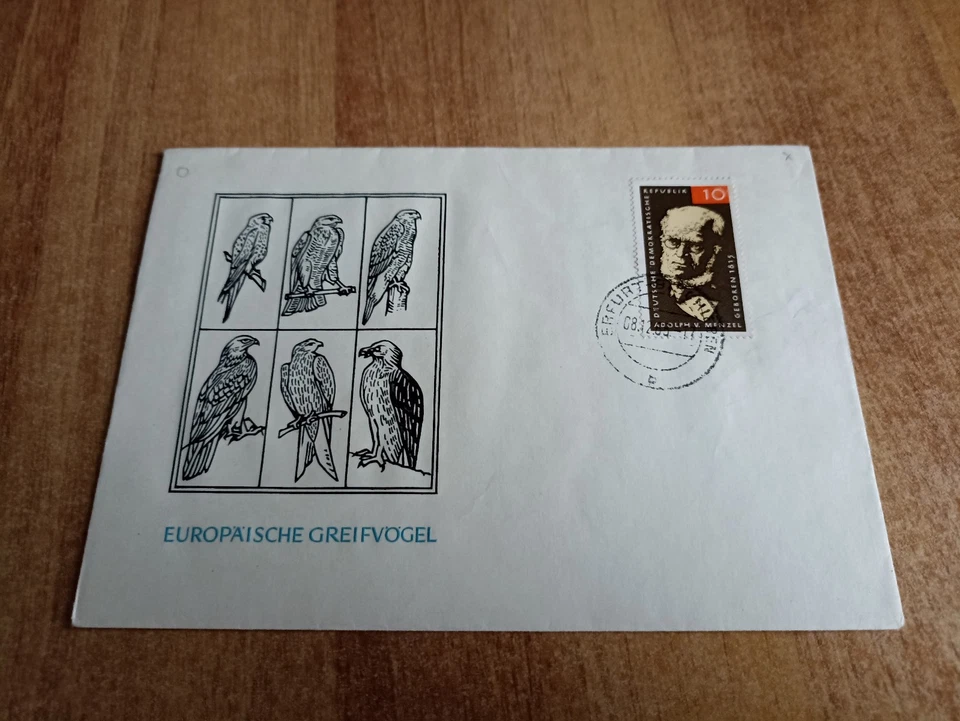 DEUTSCHE DEMOKRATISCHE
REPUBLIK
10
GEBOREN 1815
ADOLPH V. MENZEL
ERFURT
EUROPÄISCHE GREIFVÖGEL